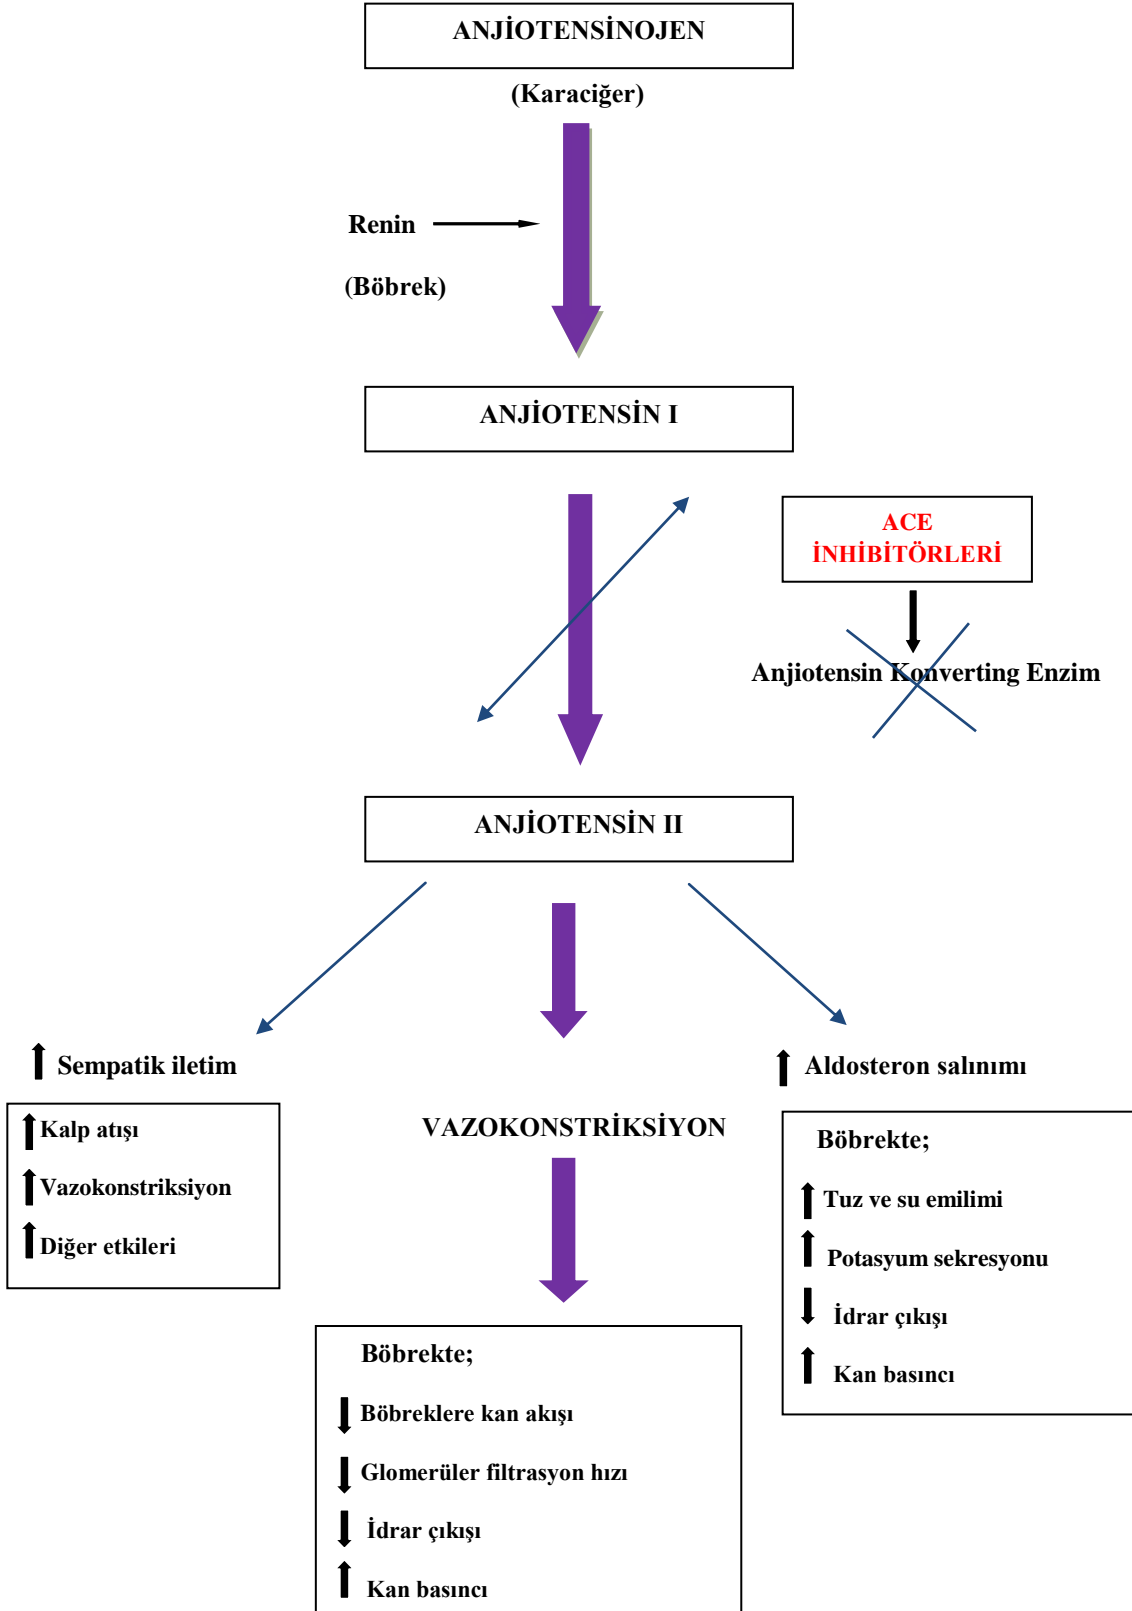 ANJİOTENSİNOJEN
(Karaciğer)
Renin
(Böbrek)
ANJİOTENSİN I
ACE
İNHİBİTÖRLERİ
Anjiotensin Konverting Enzim
ANJİOTENSİN II
Sempatik iletim
Kalp atışı
Vazokonstriksiyon
Diğer etkileri
VAZOKONSTRİKSİYON
Böbrekte;
Böbreklere kan akışı
Glomerüler filtrasyon hızı
İdrar çıkışı
Kan basıncı
Aldosteron salınımı
Böbrekte;
Tuz ve su emilimi
Potasyum sekresyonu
İdrar çıkışı
Kan basıncı